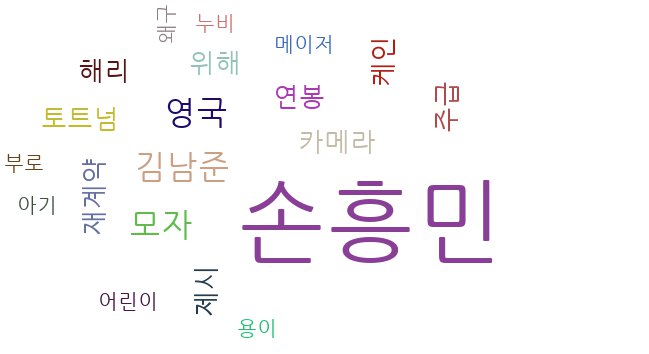 왜구
누비
메이저
해리
위해
케인
연봉
주급
토트넘
영국
카메라
부로
재계약
김남준
아기
모자
손흥민
어린이
제시
용이